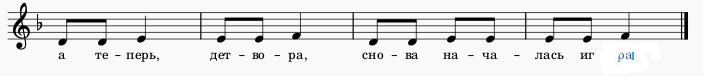 а те – перь, дет – во – ра, сно – ва на – ча – лась иг ра